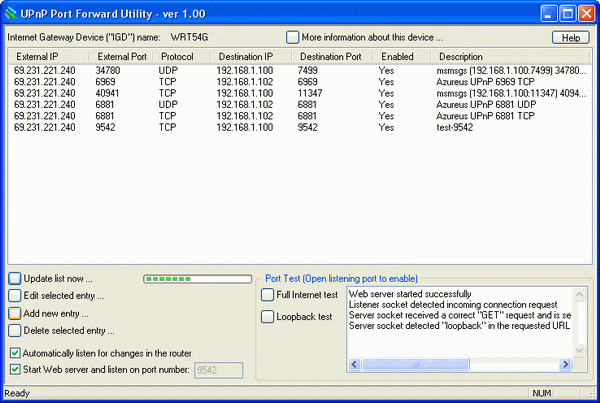 UPnP Port Forward Utility - ver 1.00
Internet Gateway Device ("IGD") name: WRT54G More information about this device ... Help
External IP External Port Protocol Destination IP Destination Port Enabled Description
69.231.221.240 34780 UDP 192.168.1.100 7499 Yes msmsgs (192.168.1.100:7499) 34780...
69.231.221.240 6969 TCP 192.168.1.102 6969 Yes Azureus UPnP 6969 TCP
69.231.221.240 40941 TCP 192.168.1.100 11347 Yes msmsgs (192.168.1.100:11347) 4094...
69.231.221.240 6881 UDP 192.168.1.102 6881 Yes Azureus UPnP 6881 UDP
69.231.221.240 6881 TCP 192.168.1.102 6881 Yes Azureus UPnP 6881 TCP
69.231.221.240 9542 TCP 192.168.1.100 9542 Yes test-9542
Update list now ...
Edit selected entry ...
Add new entry ...
Delete selected entry ...
Automatically listen for changes in the router
Start Web server and listen on port number: 9542
Port Test (Open listening port to enable)
Full Internet test
Loopback test
Web server started successfully
Listener socket detected incoming connection request
Server socket received a correct "GET" request and is se
Server socket detected "loopback" in the requested URL
Ready NUM